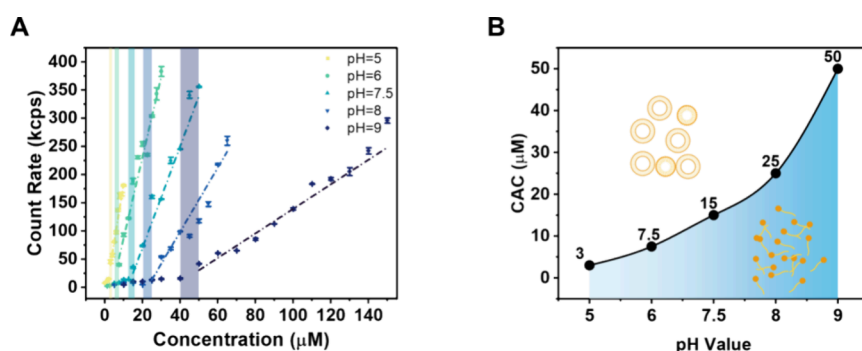 A
Count Rate (kcps)
400
350
300
250
200
150
100
50
0
pH=5
pH=6
pH=7.5
pH=8
pH=9
0 20 40 60 80 100 120 140
Concentration (μM)
B
CAC (μM)
50
40
30
20
10
0
3
7.5
15
25
50
5 6 7.5 8 9
pH Value